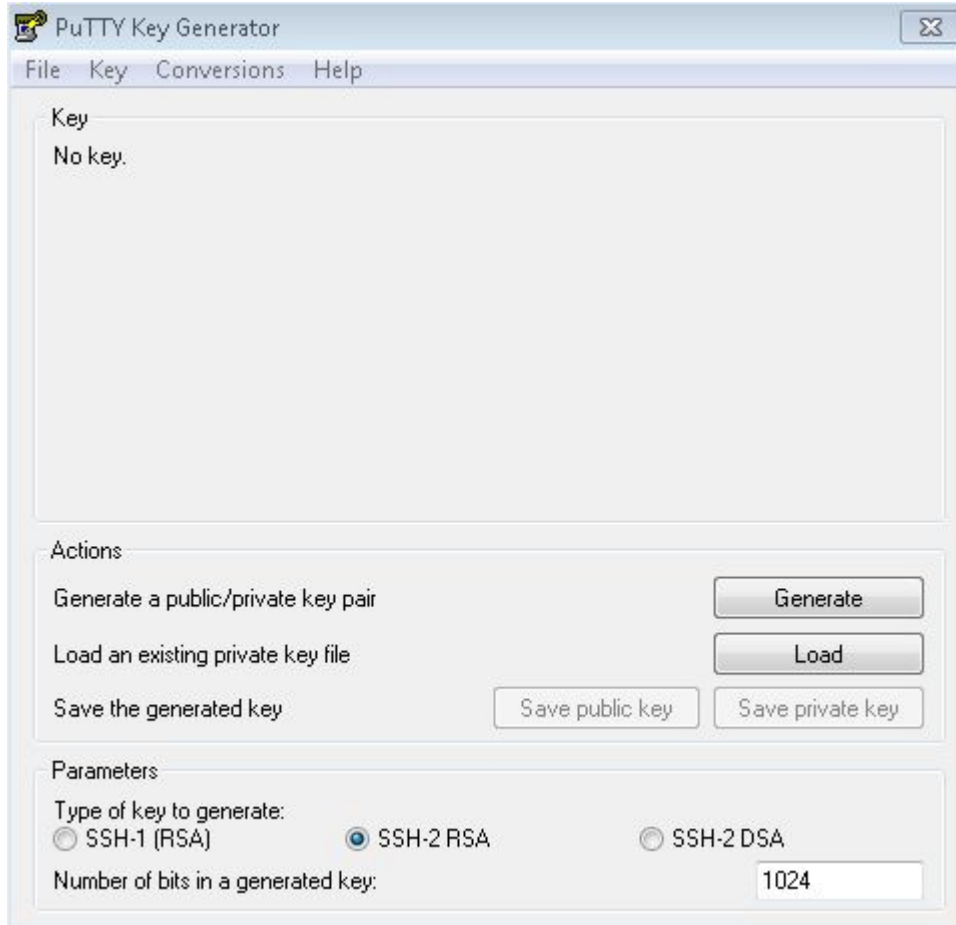 PuTTY Key Generator
File Key Conversions Help
Key
No key.
Actions
Generate a public/private key pair Generate
Load an existing private key file Load
Save the generated key Save public key Save private key
Parameters
Type of key to generate:
SSH-1 (RSA) SSH-2 RSA SSH-2 DSA
Number of bits in a generated key: 1024